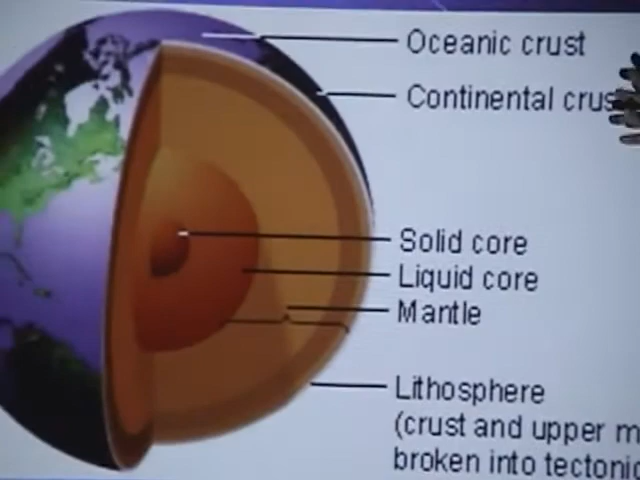 Oceanic crust
Continental crus
Solid core
Liquid core
Mantle
Lithosphere
(crust and upper m
broken into tectonic